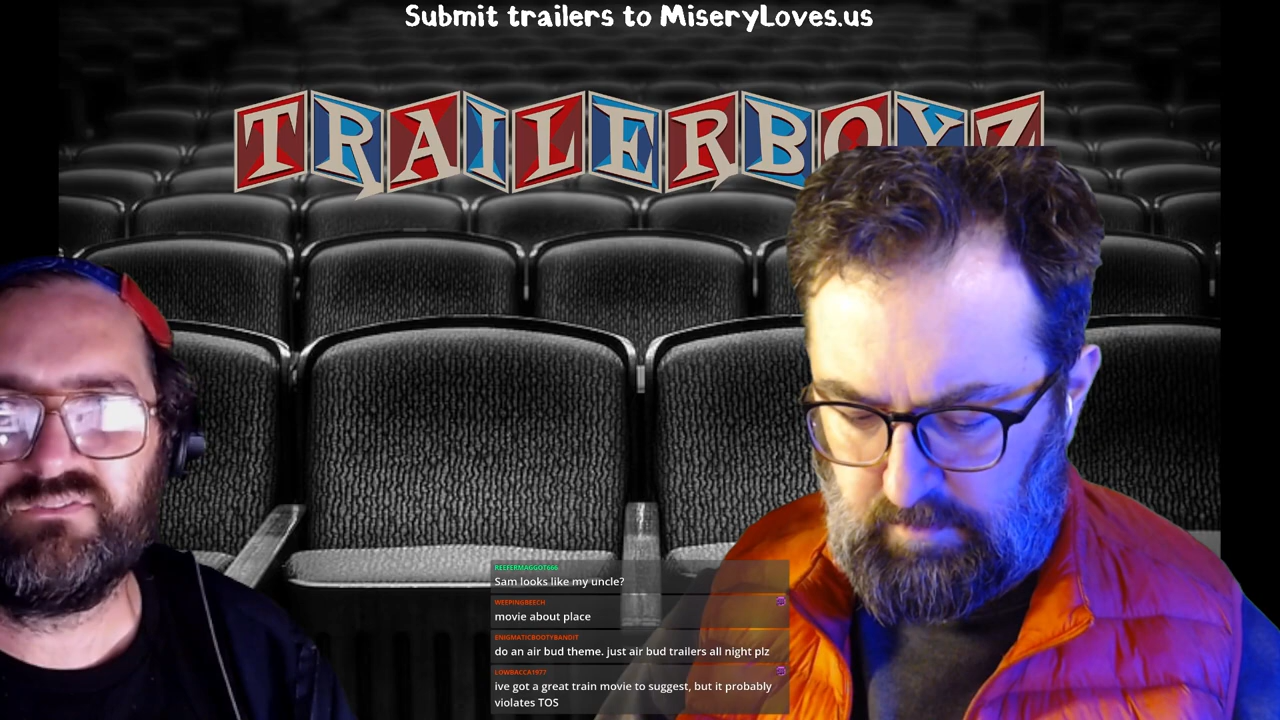 Submit trailers to MiseryLoves.us
TRAILERBOYZ
REEFERMAGGOT666
Sam looks like my uncle?
WEEPINGBEECH
movie about place
ENIGMATICBOOTYBANDIT
do an air bud theme. just air bud trailers all night plz
LOWBACCA1977
ive got a great train movie to suggest, but it probably
violates TOS